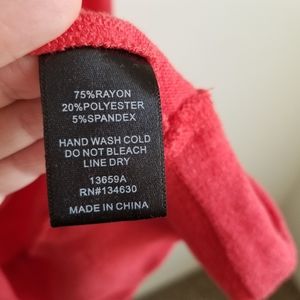 75%RAYON
20%POLYESTER
5%SPANDEX
HAND WASH COLD
DO NOT BLEACH
LINE DRY
13659A
RN#134630
MADE IN CHINA